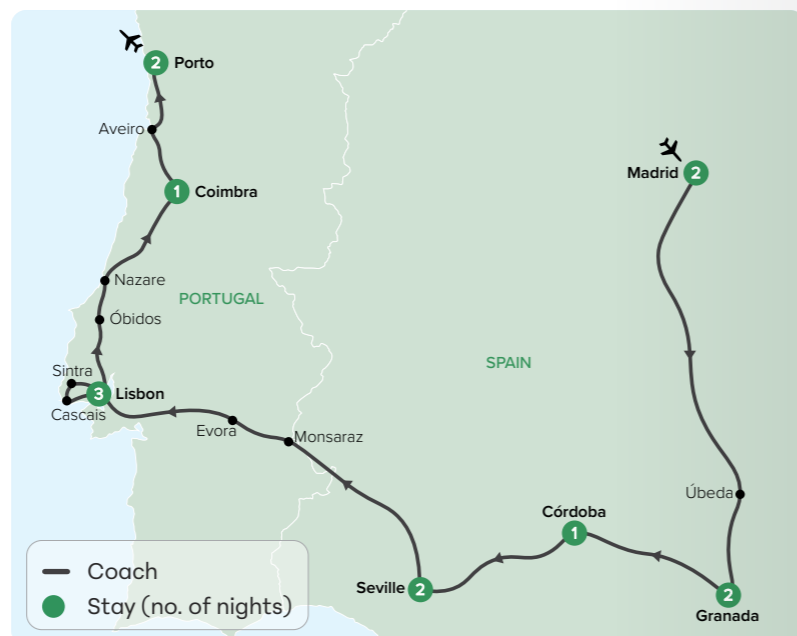 2 Porto
Aveiro
1 Coimbra
Madrid 2
Nazare
PORTUGAL
Óbidos
SPAIN
Sintra
3 Lisbon
Cascais
Evora
Monsaraz
Úbeda
Córdoba
1
Seville 2
2
Granada
Coach
Stay (no. of nights)